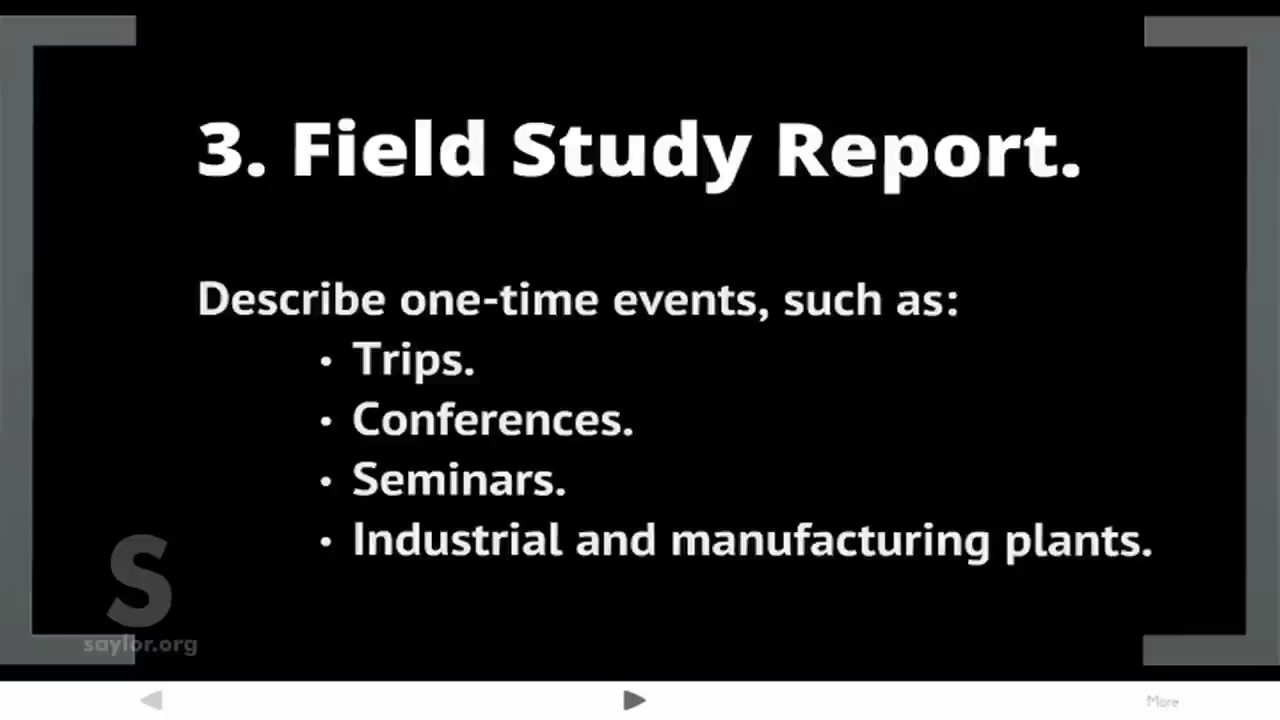 3. Field Study Report.
Describe one-time events, such as:
• Trips.
• Conferences.
• Seminars.
• Industrial and manufacturing plants.
S
saylor.org
More